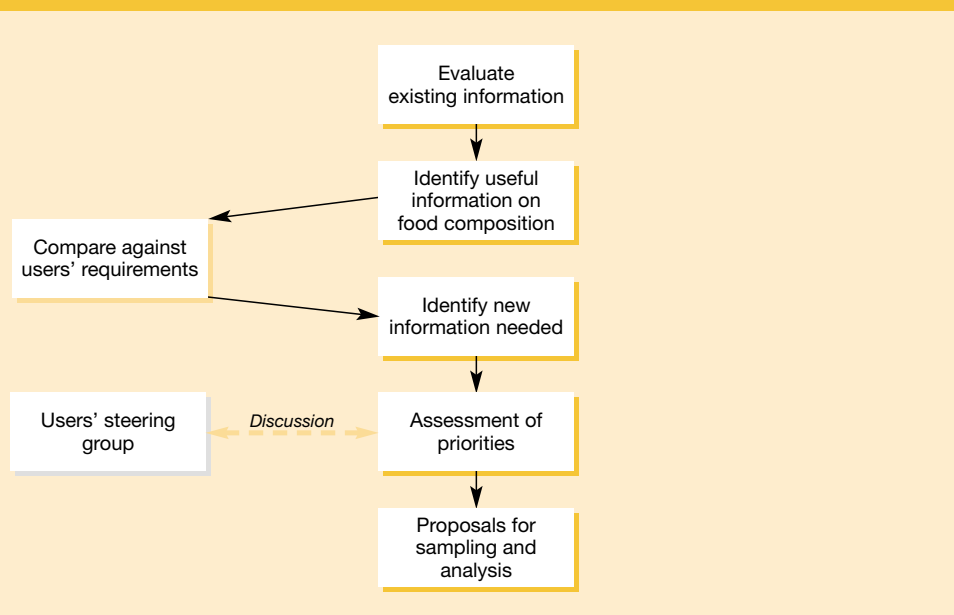 Evaluate
existing information
Identify useful
information on
food composition
Compare against
users’ requirements
Identify new
information needed
Users’ steering
group
Discussion
Assessment of
priorities
Proposals for
sampling and
analysis